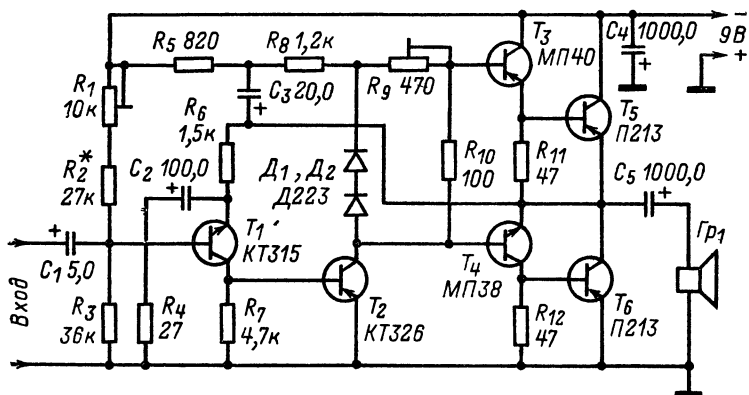 C4 1000,0
−
9В
+
T3
МП40
R5 820
R8 1,2к
R1
10к
C3 20,0
R9 470
R6
1,5к
T5
П213
R2*
27к
C2 100,0
Д1, Д2
Д223
R10
100
R11
47
C5 1000,0
T1
КТ315
Гр1
C1 5,0
T4
МП38
T2
КТ326
T6
П213
Вход
R3
36к
R4
27
R7
4,7к
R12
47